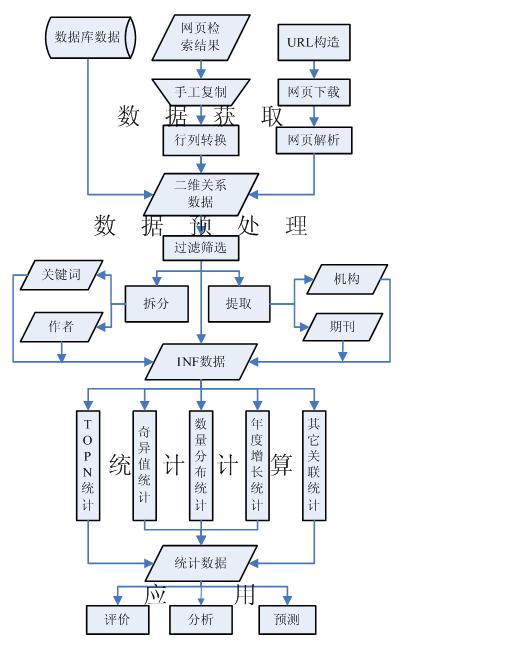 数据库数据
网页检
索结果
URL构造
手工复制
网页下载
数 据 获 取
行列转换
网页解析
二维关系
数据
数 据 预 处 理
过滤筛选
关键词
机构
拆分
提取
作者
期刊
INF数据
TOPN统计
奇异值统计
数量分布统计
年度增长统计
其它关联统计
统 计 计 算
统计数据
应 用
评价
分析
预测